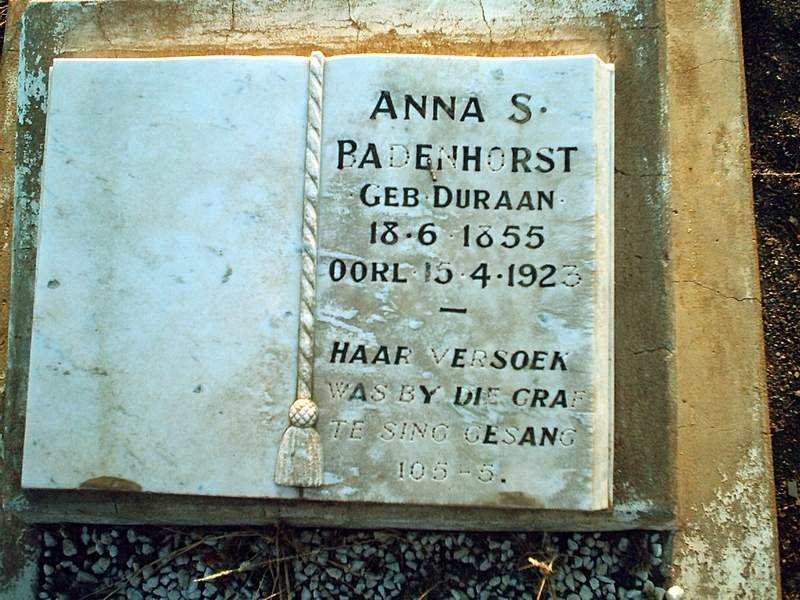 ANNA S.
BADENHORST
GEB. DURAAN.
18.6.1855
OORL. 15.4.1923
—
HAAR VERSOEK
WAS BY DIE GRAF
TE SING GESANG
105-5.